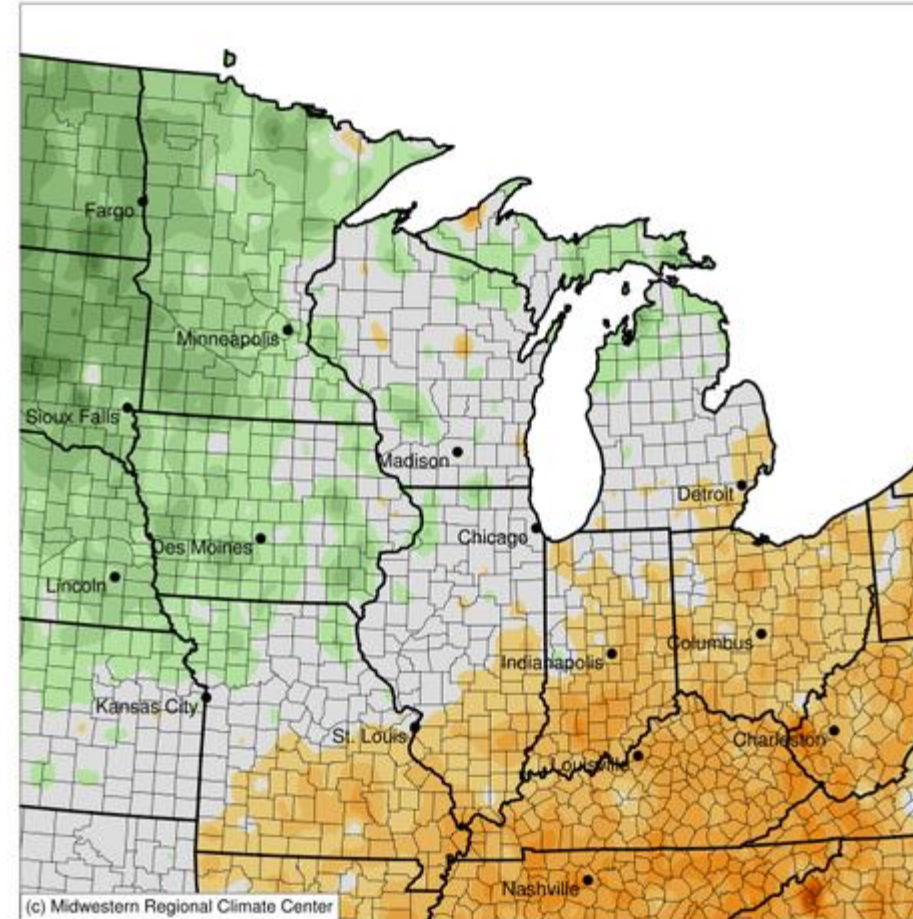 Fargo
Minneapolis
Sioux Falls
Madison
Detroit
Chicago
Des Moines
Lincoln
Columbus
Indianapolis
Kansas City
St. Louis
Charleston
Louisville
Nashville
(c) Midwestern Regional Climate Center